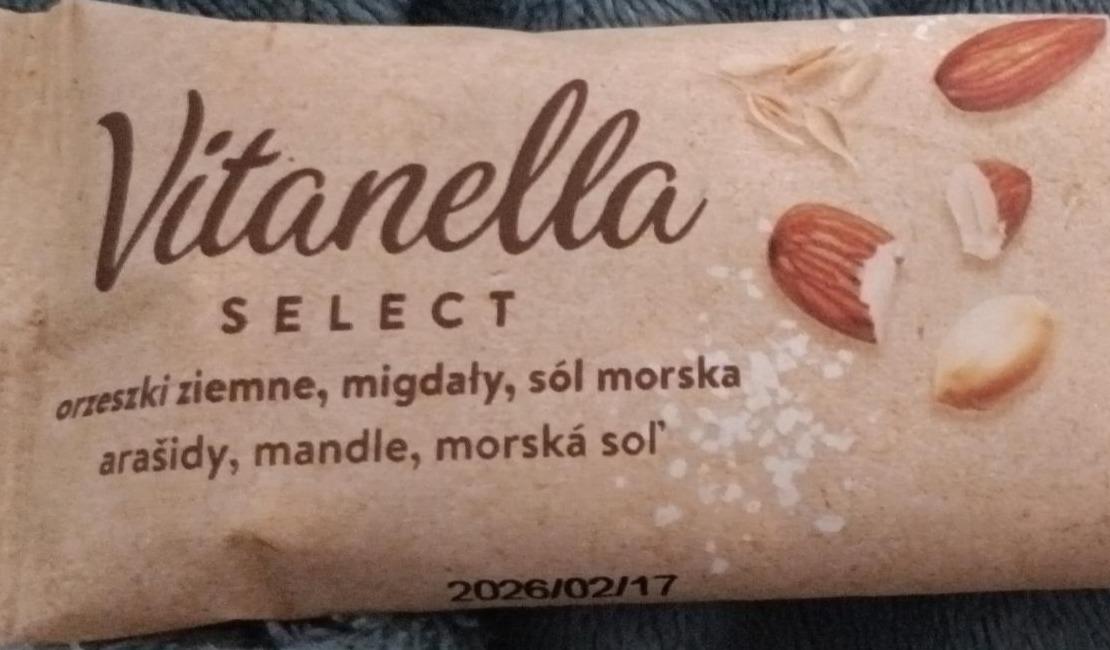 Vitanella
SELECT
orzeszki ziemne, migdały, sól morska
arašidy, mandle, morská soľ
2026/02/17